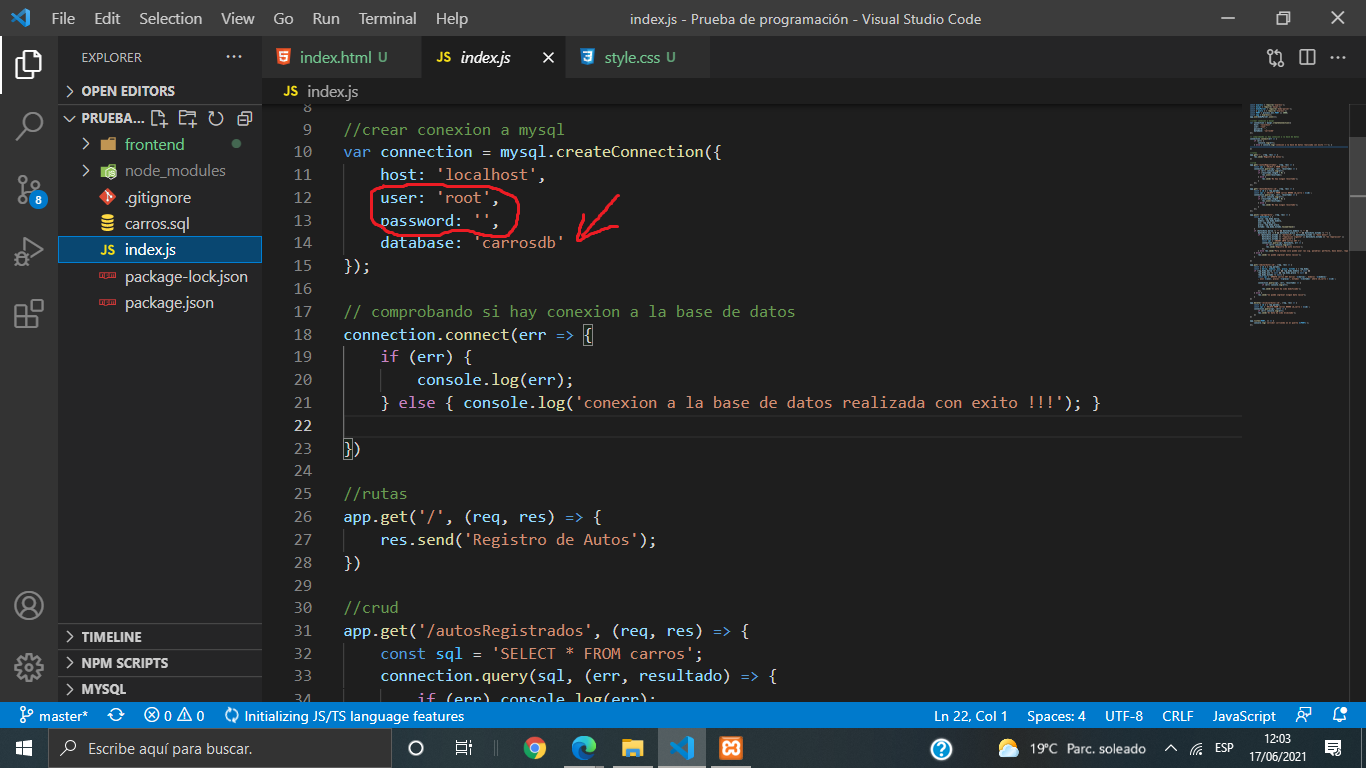 File Edit Selection View Go Run Terminal Help
index.js - Prueba de programación - Visual Studio Code
EXPLORER
OPEN EDITORS
PRUEBA...
frontend
node_modules
.gitignore
carros.sql
JS index.js
package-lock.json
package.json
TIMELINE
NPM SCRIPTS
MYSQL
index.html U
JS index.js
style.css U
JS index.js
8
9 //crear conexion a mysql
10 var connection = mysql.createConnection({
11 host: 'localhost',
12 user: 'root',
13 password: '',
14 database: 'carrosdb'
15 });
16
17 // comprobando si hay conexion a la base de datos
18 connection.connect(err => {
19 if (err) {
20 console.log(err);
21 } else { console.log('conexion a la base de datos realizada con exito !!!'); }
22
23 })
24
25 //rutas
26 app.get('/', (req, res) => {
27 res.send('Registro de Autos');
28 })
29
30 //crud
31 app.get('/autosRegistrados', (req, res) => {
32 const sql = 'SELECT * FROM carros';
33 connection.query(sql, (err, resultado) => {
34 if (err) console.log(err);
8
master* 0 0 Initializing JS/TS language features
Ln 22, Col 1 Spaces: 4 UTF-8 CRLF JavaScript
Escribe aquí para buscar.
19°C Parc. soleado
ESP
12:03
17/06/2021